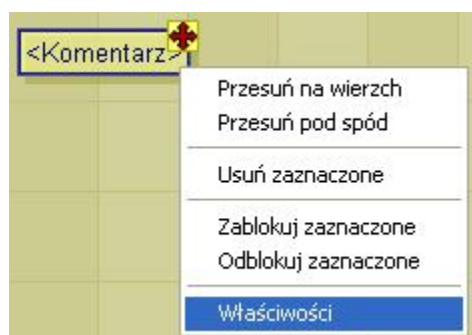 <Komentarz>
Przesuń na wierzch
Przesuń pod spód
Usuń zaznaczone
Zablokuj zaznaczone
Odblokuj zaznaczone
Właściwości